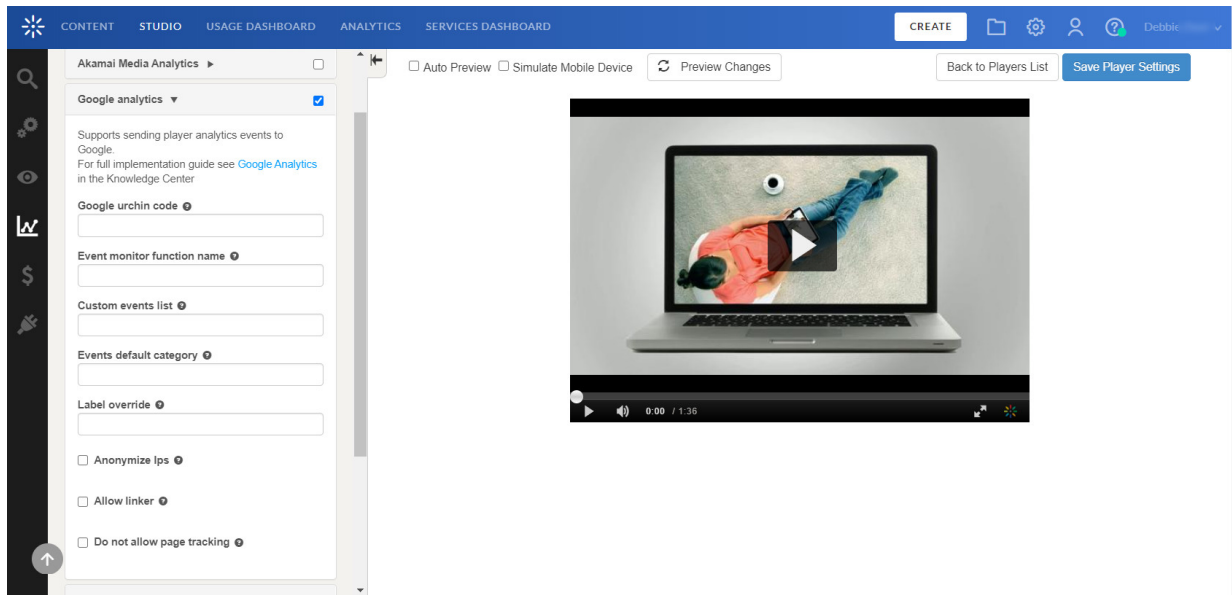 CONTENT STUDIO USAGE DASHBOARD ANALYTICS SERVICES DASHBOARD CREATE Debbie
Akamai Media Analytics
Auto Preview Simulate Mobile Device Preview Changes Back to Players List Save Player Settings
Google analytics
Supports sending player analytics events to
Google.
For full implementation guide see Google Analytics
in the Knowledge Center
Google urchin code
Event monitor function name
Custom events list
Events default category
Label override
0:00 / 1:36
Anonymize Ips
Allow linker
Do not allow page tracking